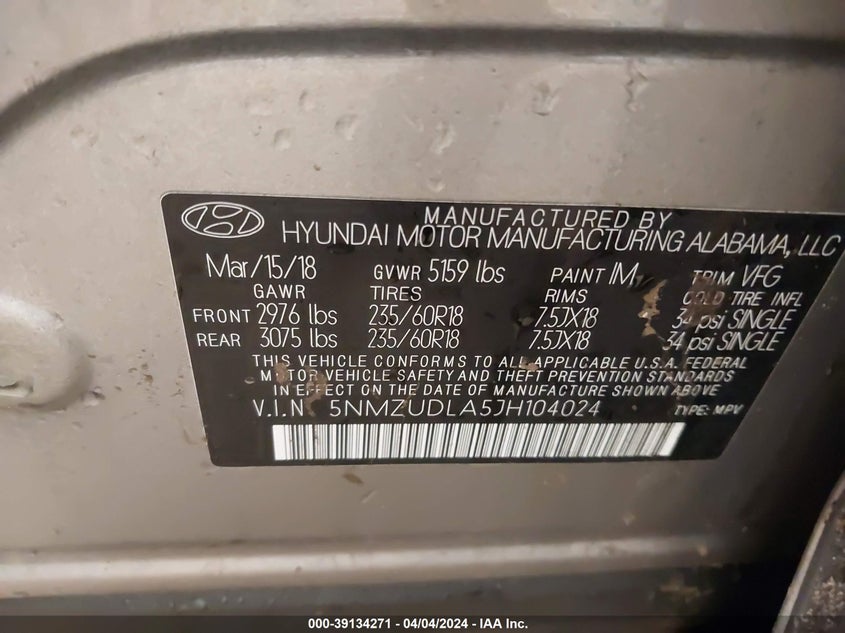 MANUFACTURED BY
HYUNDAI MOTOR MANUFACTURING ALABAMA, LLC
Mar/15/18 GVWR 5159 lbs PAINT IM TRIM VFG
GAWR TIRES RIMS COLD TIRE INFL
FRONT 2976 lbs 235/60R18 7.5JX18 34 psi SINGLE
REAR 3075 lbs 235/60R18 7.5JX18 34 psi SINGLE
THIS VEHICLE CONFORMS TO ALL APPLICABLE U.S.A. FEDERAL
MOTOR VEHICLE SAFETY AND THEFT PREVENTION STANDARDS
IN EFFECT ON THE DATE OF MANUFACTURE SHOWN ABOVE
V.I.N 5NMZUDLA5JH104024 TYPE: MPV
000-39134271 - 04/04/2024 - IAA Inc.